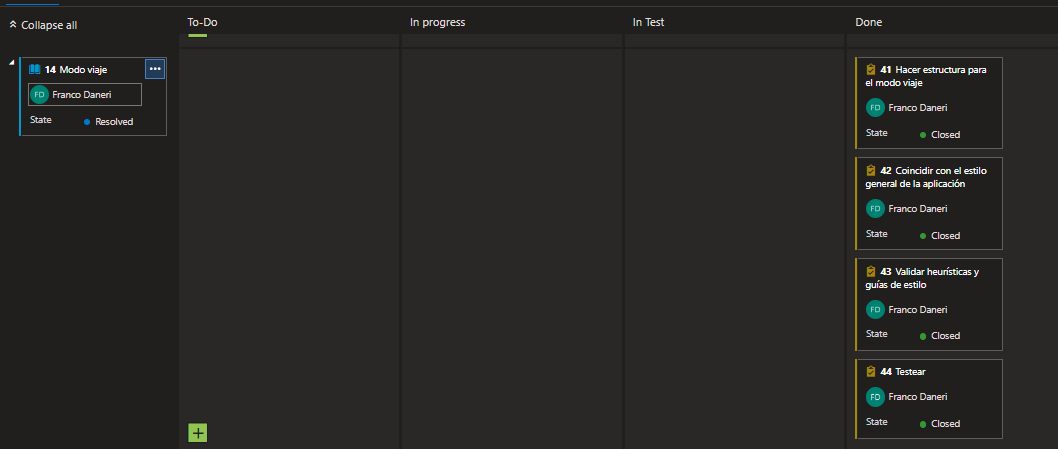 Collapse all
To-Do
In progress
In Test
Done
14 Modo viaje
FD Franco Daneri
State Resolved
41 Hacer estructura para
el modo viaje
FD Franco Daneri
State Closed
42 Coincidir con el estilo
general de la aplicación
FD Franco Daneri
State Closed
43 Validar heurísticas y
guías de estilo
FD Franco Daneri
State Closed
44 Testear
FD Franco Daneri
State Closed